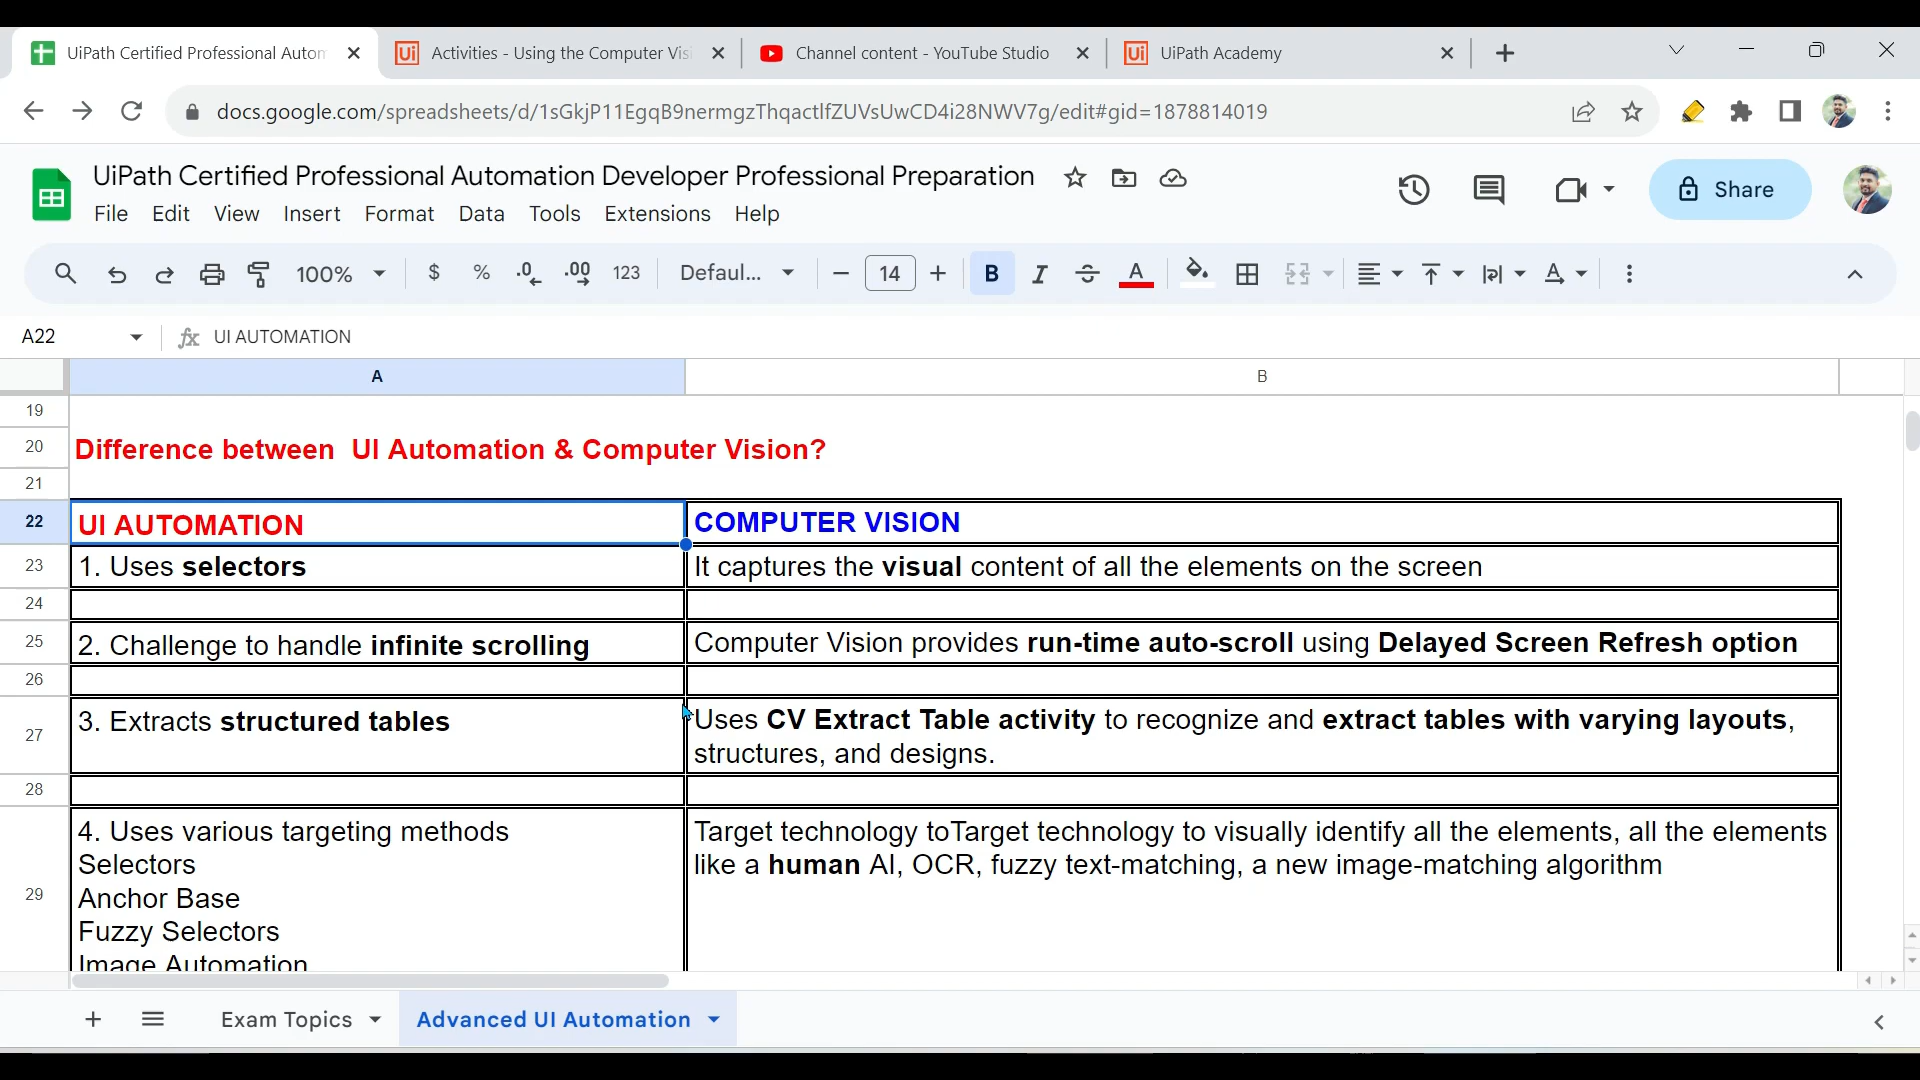 UiPath Certified Professional Autom
Activities - Using the Computer Visi
Channel content - YouTube Studio
UiPath Academy
docs.google.com/spreadsheets/d/1sGkjP11EgqB9nermgzThqactlfZUVsUwCD4i28NWV7g/edit#gid=1878814019
UiPath Certified Professional Automation Developer Professional Preparation
File Edit View Insert Format Data Tools Extensions Help
Share
100% $ % .0 .00 123 Defaul... 14 B I A A
A22 fx UI AUTOMATION
A B
19
20 Difference between  UI Automation & Computer Vision?
21
22 UI AUTOMATION COMPUTER VISION
23 1. Uses selectors It captures the visual content of all the elements on the screen
24
25 2. Challenge to handle infinite scrolling Computer Vision provides run-time auto-scroll using Delayed Screen Refresh option
26
27 3. Extracts structured tables Uses CV Extract Table activity to recognize and extract tables with varying layouts,
structures, and designs.
28
29 4. Uses various targeting methods Target technology toTarget technology to visually identify all the elements, all the elements
Selectors like a human AI, OCR, fuzzy text-matching, a new image-matching algorithm
Anchor Base
Fuzzy Selectors
Image Automation
Exam Topics Advanced UI Automation